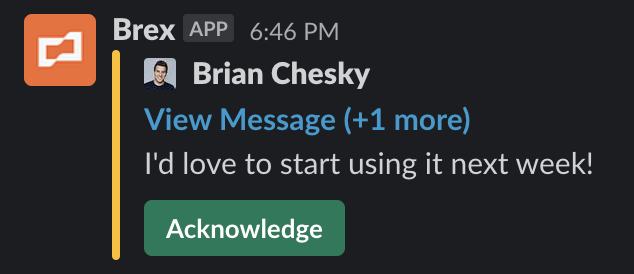 Brex APP 6:46 PM
Brian Chesky
View Message (+1 more)
I'd love to start using it next week!
Acknowledge